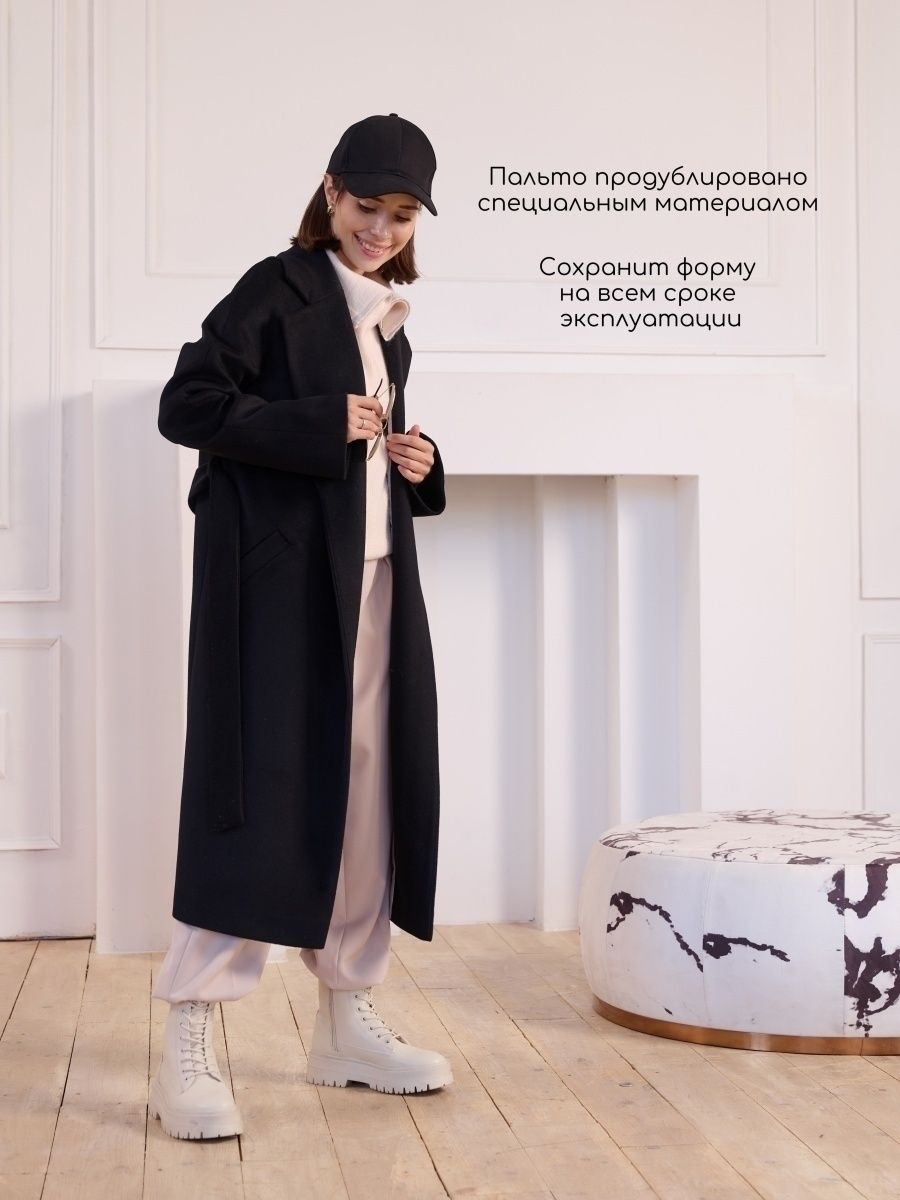 Пальто продублировано
специальным материалом
Сохранит форму
на всем сроке
эксплуатации